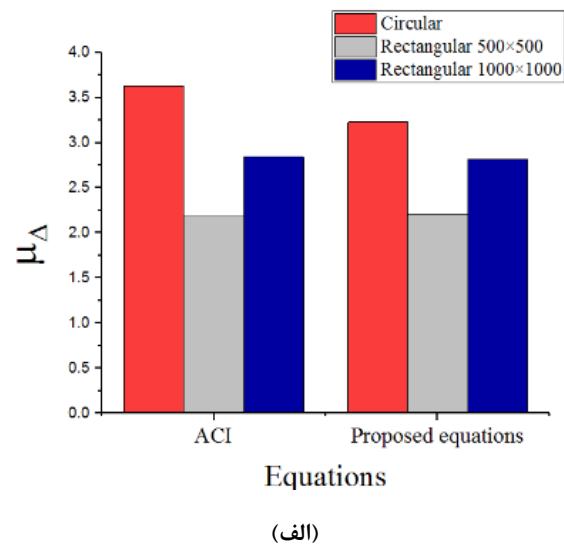 Circular
Rectangular 500×500
Rectangular 1000×1000
4.0
3.5
3.0
2.5
2.0
1.5
1.0
0.5
0.0
μΔ
ACI Proposed equations
Equations
(الف)